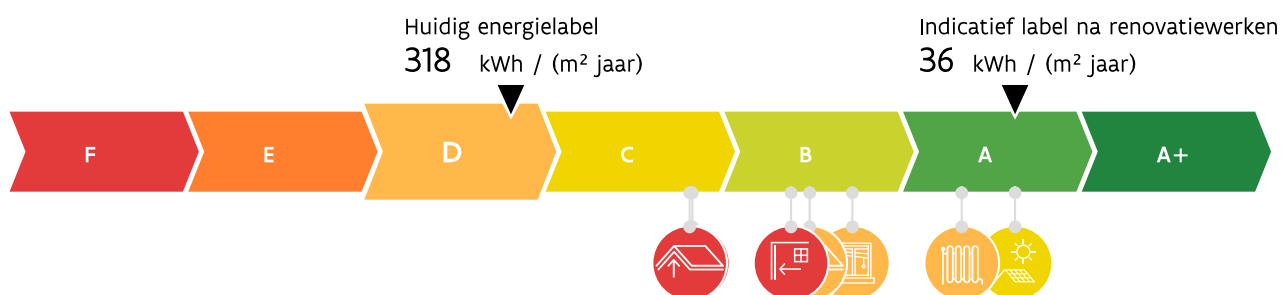 Huidig energielabel
318 kWh / (m² jaar)
Indicatief label na renovatiewerken
36 kWh / (m² jaar)
F E D C B A A+